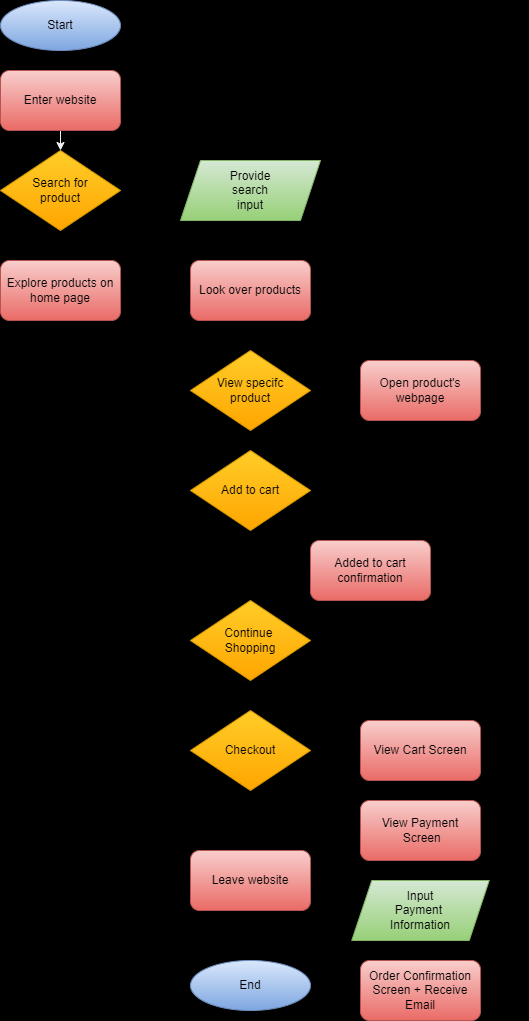 Start
Enter website
Search for
product
Provide
search
input
Explore products on
home page
Look over products
View specifc
product
Open product's
webpage
Add to cart
Added to cart
confirmation
Continue
Shopping
Checkout
View Cart Screen
View Payment
Screen
Leave website
Input
Payment
Information
End
Order Confirmation
Screen + Receive
Email